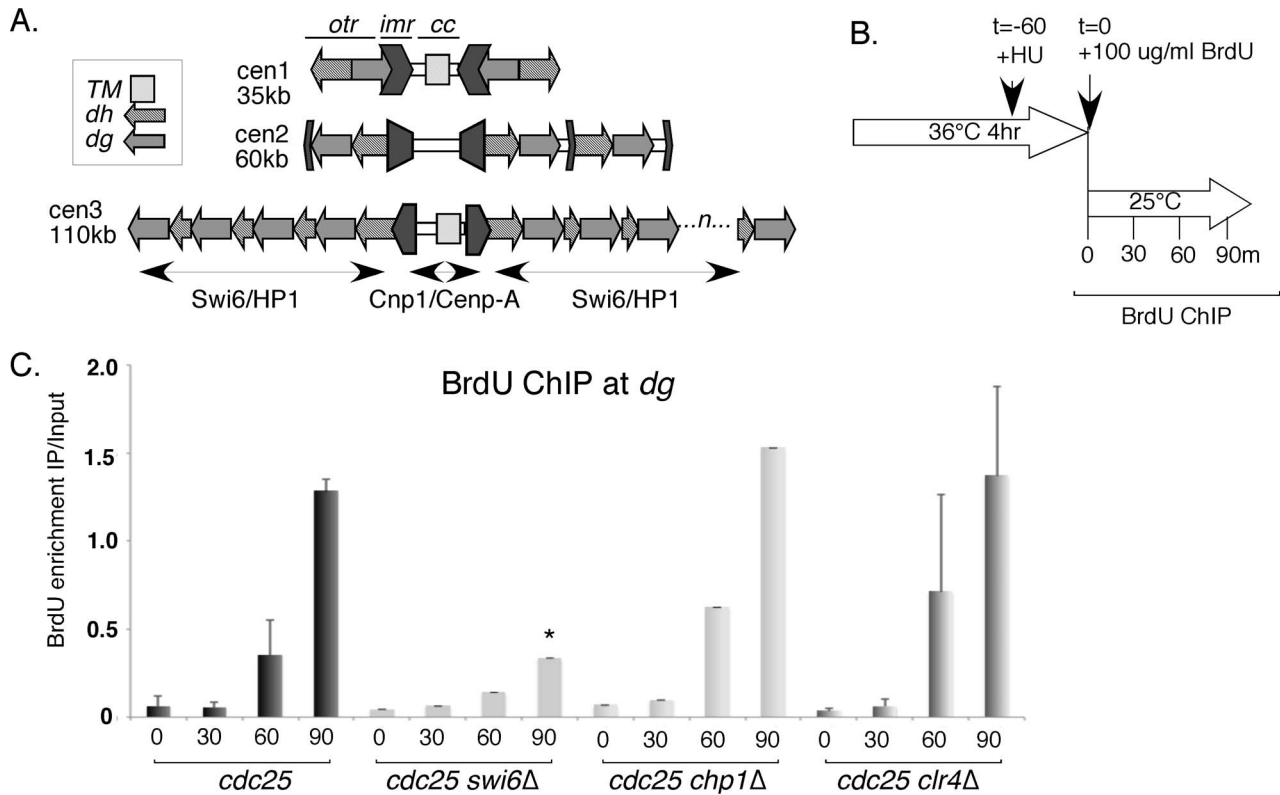 A.
otr imr cc
TM
dh
dg
cen1
35kb
cen2
60kb
cen3
110kb
...n...
Swi6/HP1 Cnp1/Cenp-A Swi6/HP1
B.
t=-60
+HU
t=0
+100 ug/ml BrdU
36°C 4hr
25°C
0 30 60 90m
BrdU ChIP
C.
BrdU ChIP at dg
BrdU enrichment IP/Input
2.0
1.5
1.0
0.5
0
*
0 30 60 90 0 30 60 90 0 30 60 90 0 30 60 90
cdc25 cdc25 swi6Δ cdc25 chp1Δ cdc25 clr4Δ